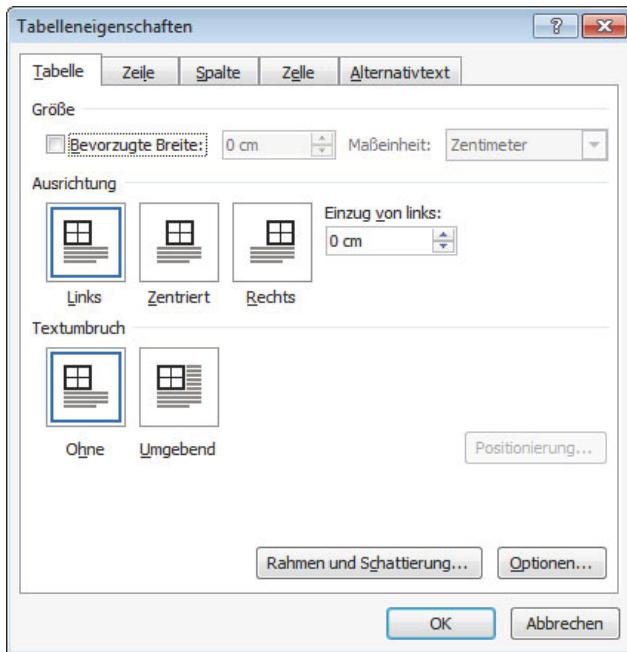 Tabelleneigenschaften
Tabelle Zeile Spalte Zelle Alternativtext
Größe
Bevorzugte Breite: 0 cm Maßeinheit: Zentimeter
Ausrichtung
Einzug von links:
0 cm
Links Zentriert Rechts
Textumbruch
Ohne Umgebend
Positionierung...
Rahmen und Schattierung... Optionen...
OK Abbrechen